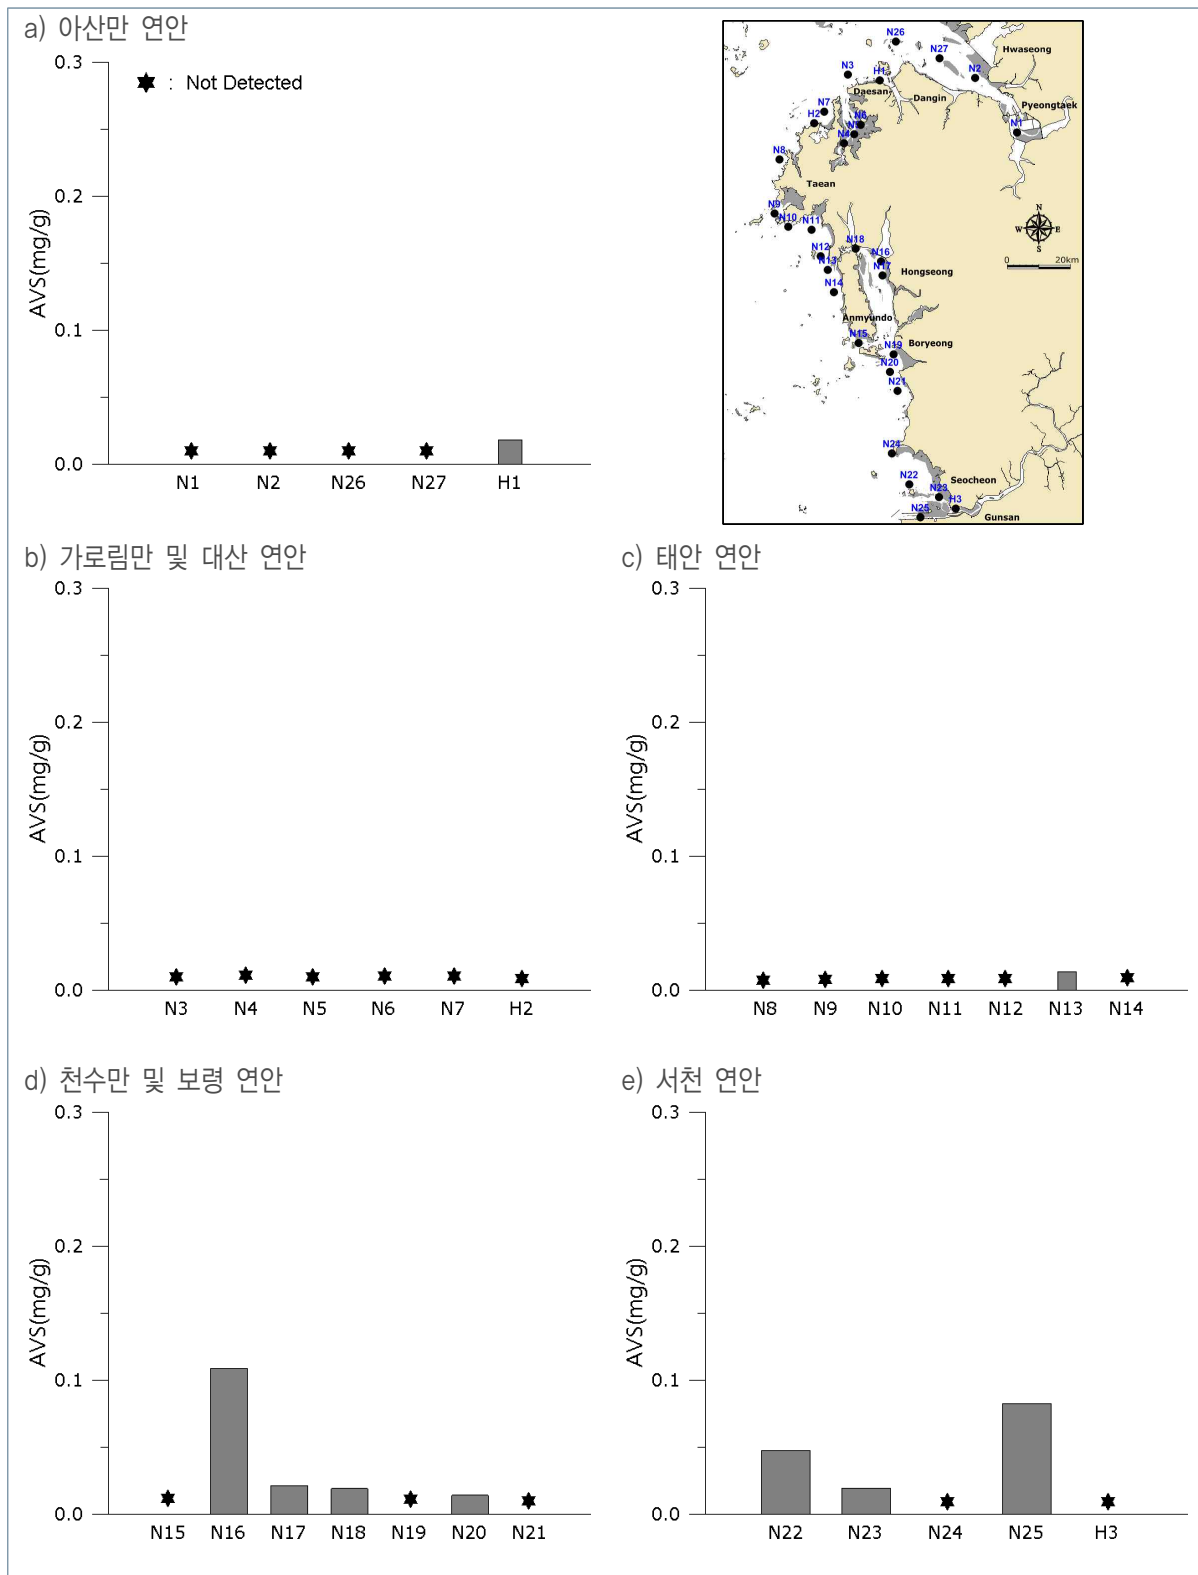 a) 아산만 연안
0.3
0.2
0.1
0.0
AVS(mg/g)
: Not Detected
N1 N2 N26 N27 H1
N26
N27
Hwaseong
N3
H1
N2
Daesan
Dangin
N7
Pyeongtaek
H2
N6
N5
N1
N4
N8
Taean
N9
N10
N11
N
W E
S
N18
N12
N16
N13
N17
Hongseong
0 20km
N14
Anmyundo
N15
Boryeong
N19
N20
N21
N24
Seocheon
N22
N23
H3
N25
Gunsan
b) 가로림만 및 대산 연안
0.3
0.2
0.1
0.0
AVS(mg/g)
N3 N4 N5 N6 N7 H2
c) 태안 연안
0.3
0.2
0.1
0.0
AVS(mg/g)
N8 N9 N10 N11 N12 N13 N14
d) 천수만 및 보령 연안
0.3
0.2
0.1
0.0
AVS(mg/g)
N15 N16 N17 N18 N19 N20 N21
e) 서천 연안
0.3
0.2
0.1
0.0
AVS(mg/g)
N22 N23 N24 N25 H3